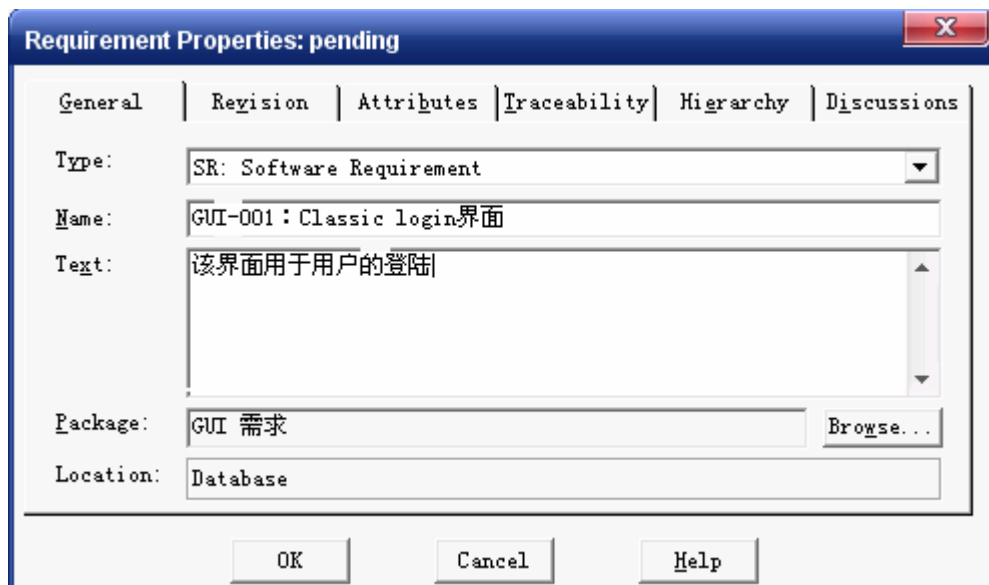 Requirement Properties: pending
General Revision Attributes Traceability Hierarchy Discussions
Type: SR: Software Requirement
Name: GUI-001：Classic login界面
Text: 该界面用于用户的登陆
Package: GUI 需求 Browse...
Location: Database
OK Cancel Help